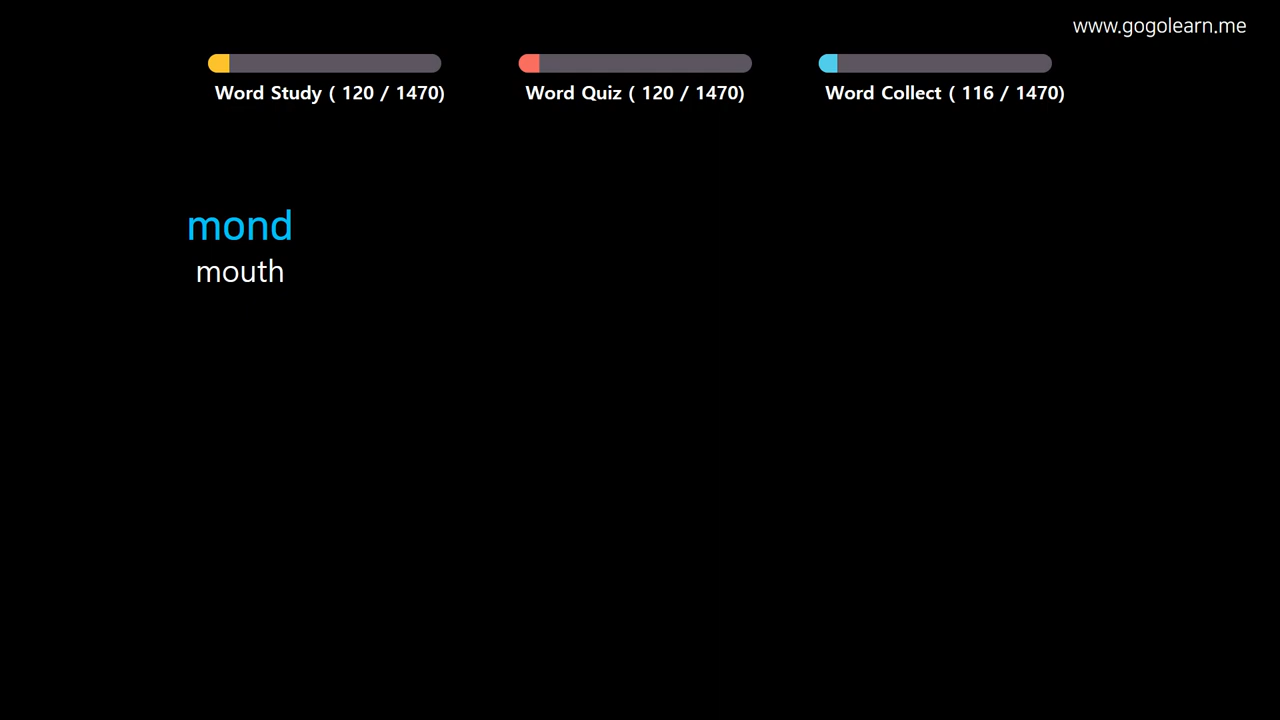 www.gogolearn.me
Word Study ( 120 / 1470)
Word Quiz ( 120 / 1470)
Word Collect ( 116 / 1470)
mond
mouth